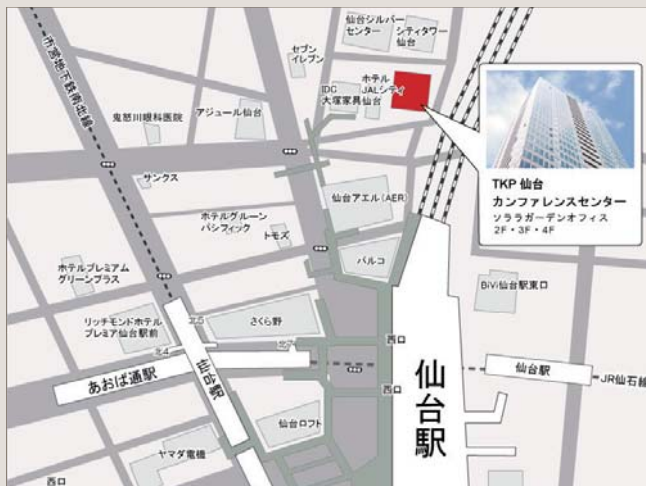 仙台シルバー
センター
シティタワー
仙台
セブン
イレブン
ホテル
JALシティ
仙台
IDC
大塚家具
市営地下鉄南北線
鬼怒川眼科医院
アジュール仙台
TKP 仙台
カンファレンスセンター
ソララガーデンオフィス
2F・3F・4F
サンクス
仙台アエル(AER)
ホテルグルーン
パシフィック
トモズ
パルコ
ホテルプレミアム
グリーンプラス
BiVi仙台駅東口
リッチモンドホテル
プレミア仙台駅前
北5
さくら野
北4
北7
西口
あおば通駅
仙台駅
西口
仙台駅
仙台駅
JR仙石線
仙台ロフト
ヤマダ電機
西口